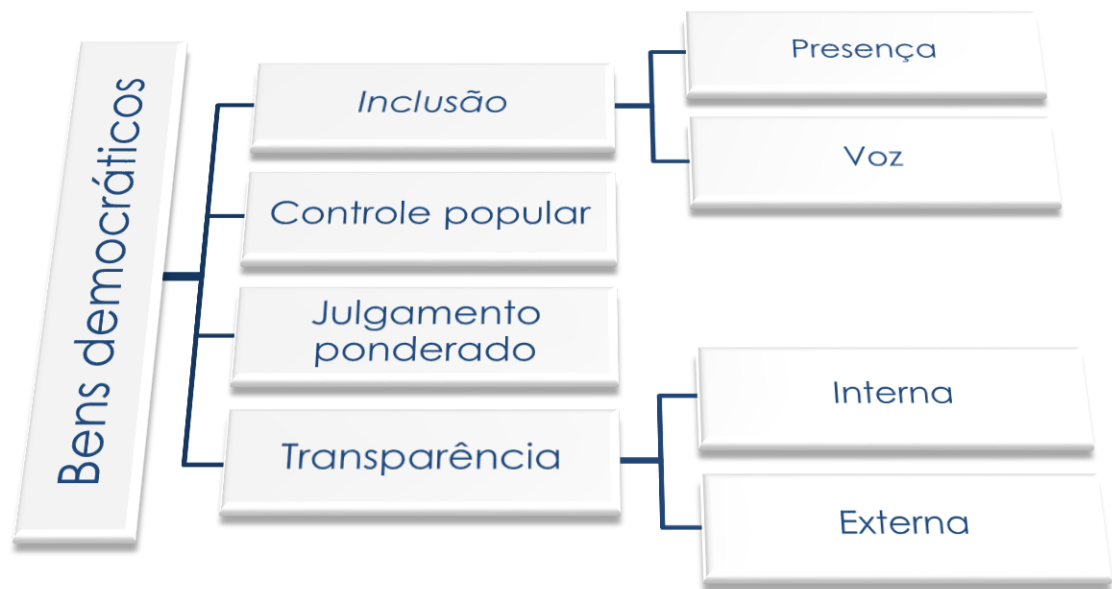 Bens democráticos
Inclusão
Presença
Voz
Controle popular
Julgamento
ponderado
Transparência
Interna
Externa